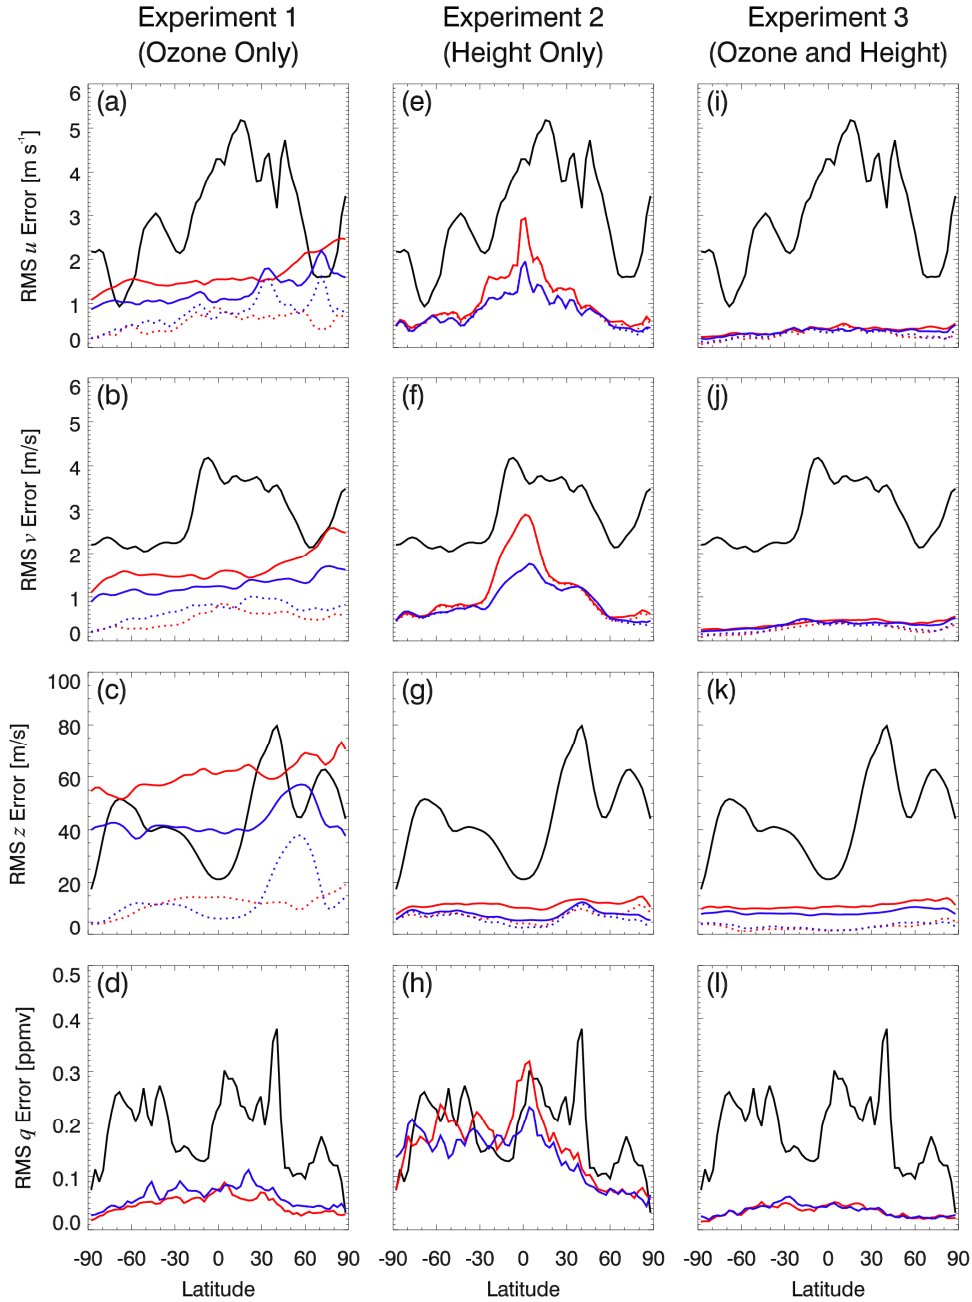 Experiment 1 Experiment 2 Experiment 3
(Ozone Only) (Height Only) (Ozone and Height)
(a) (e) (i)
RMS u Error [m s⁻¹]
6
5
4
3
2
1
0
(b) (f) (j)
RMS v Error [m/s]
6
5
4
3
2
1
0
(c) (g) (k)
RMS z Error [m/s]
100
80
60
40
20
0
(d) (h) (l)
RMS q Error [ppmv]
0.5
0.4
0.3
0.2
0.1
0.0
-90 -60 -30 0 30 60 90 -90 -60 -30 0 30 60 90 -90 -60 -30 0 30 60 90
Latitude Latitude Latitude